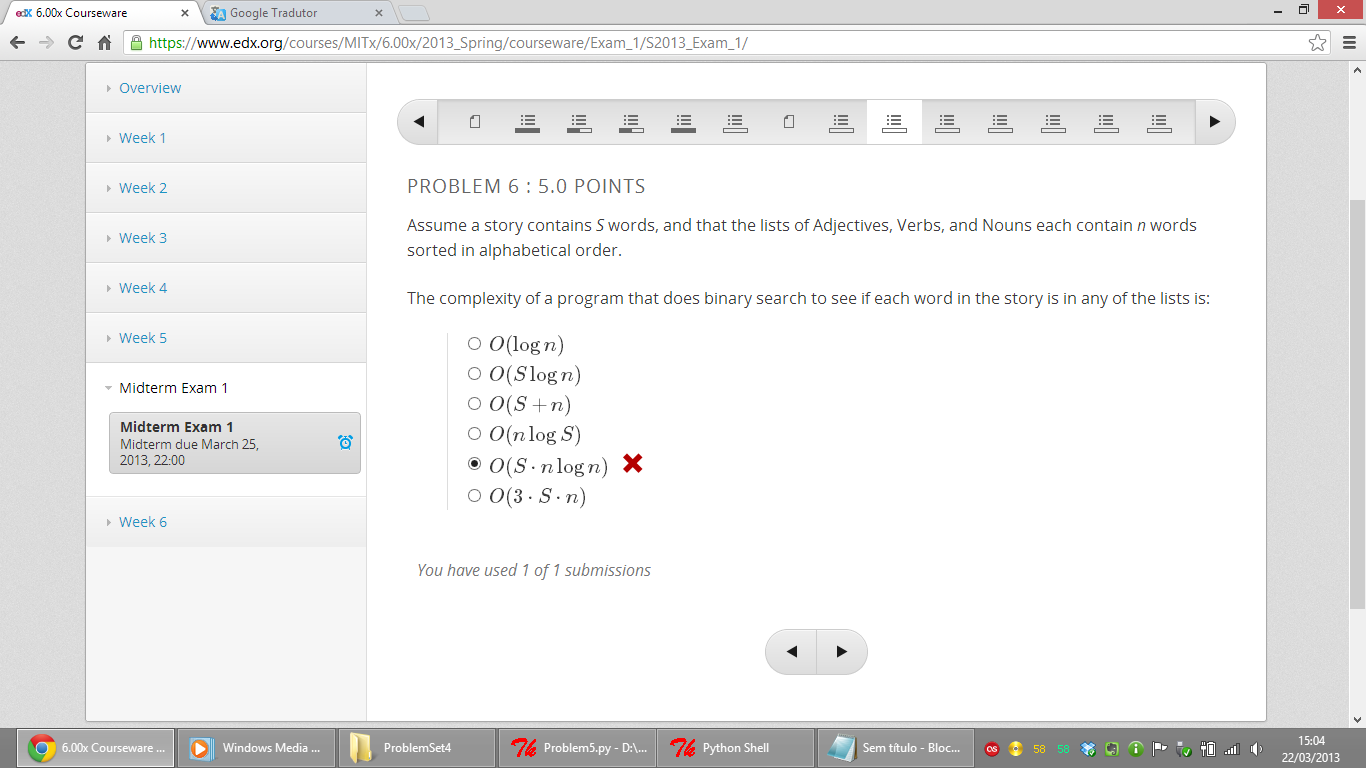 edX 6.00x Courseware
Google Tradutor
https://www.edx.org/courses/MITx/6.00x/2013_Spring/courseware/Exam_1/S2013_Exam_1/
Overview
Week 1
Week 2
Week 3
Week 4
Week 5
Midterm Exam 1
Midterm Exam 1
Midterm due March 25,
2013, 22:00
Week 6
PROBLEM 6 : 5.0 POINTS
Assume a story contains S words, and that the lists of Adjectives, Verbs, and Nouns each contain n words
sorted in alphabetical order.
The complexity of a program that does binary search to see if each word in the story is in any of the lists is:
O(log n)
O(S log n)
O(S + n)
O(n log S)
O(S · n log n)
O(3 · S · n)
You have used 1 of 1 submissions
6.00x Courseware ...
Windows Media ...
ProblemSet4
Problem5.py - D:\...
Python Shell
Sem título - Bloc...
58
58
15:04
22/03/2013